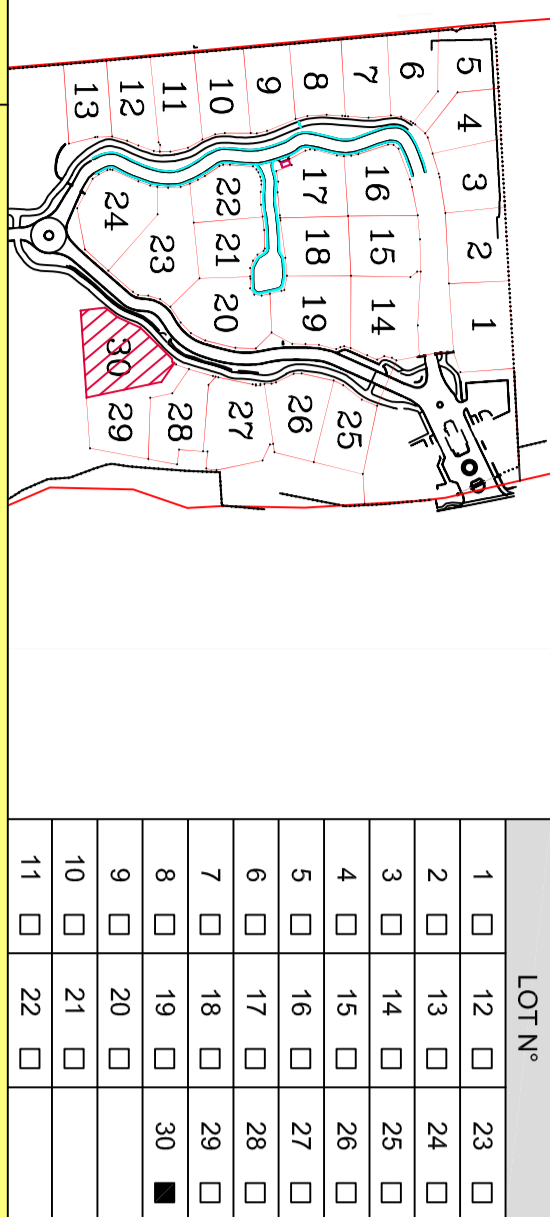 5
4
3
2
1
6
7
8
9
10
11
12
13
16
15
14
17
18
19
22
21
20
24
23
30
29
28
27
26
25
LOT N°
1 □ 12 □ 23 □
2 □ 13 □ 24 □
3 □ 14 □ 25 □
4 □ 15 □ 26 □
5 □ 16 □ 27 □
6 □ 17 □ 28 □
7 □ 18 □ 29 □
8 □ 19 □ 30 ■
9 □ 20 □
10 □ 21 □
11 □ 22 □